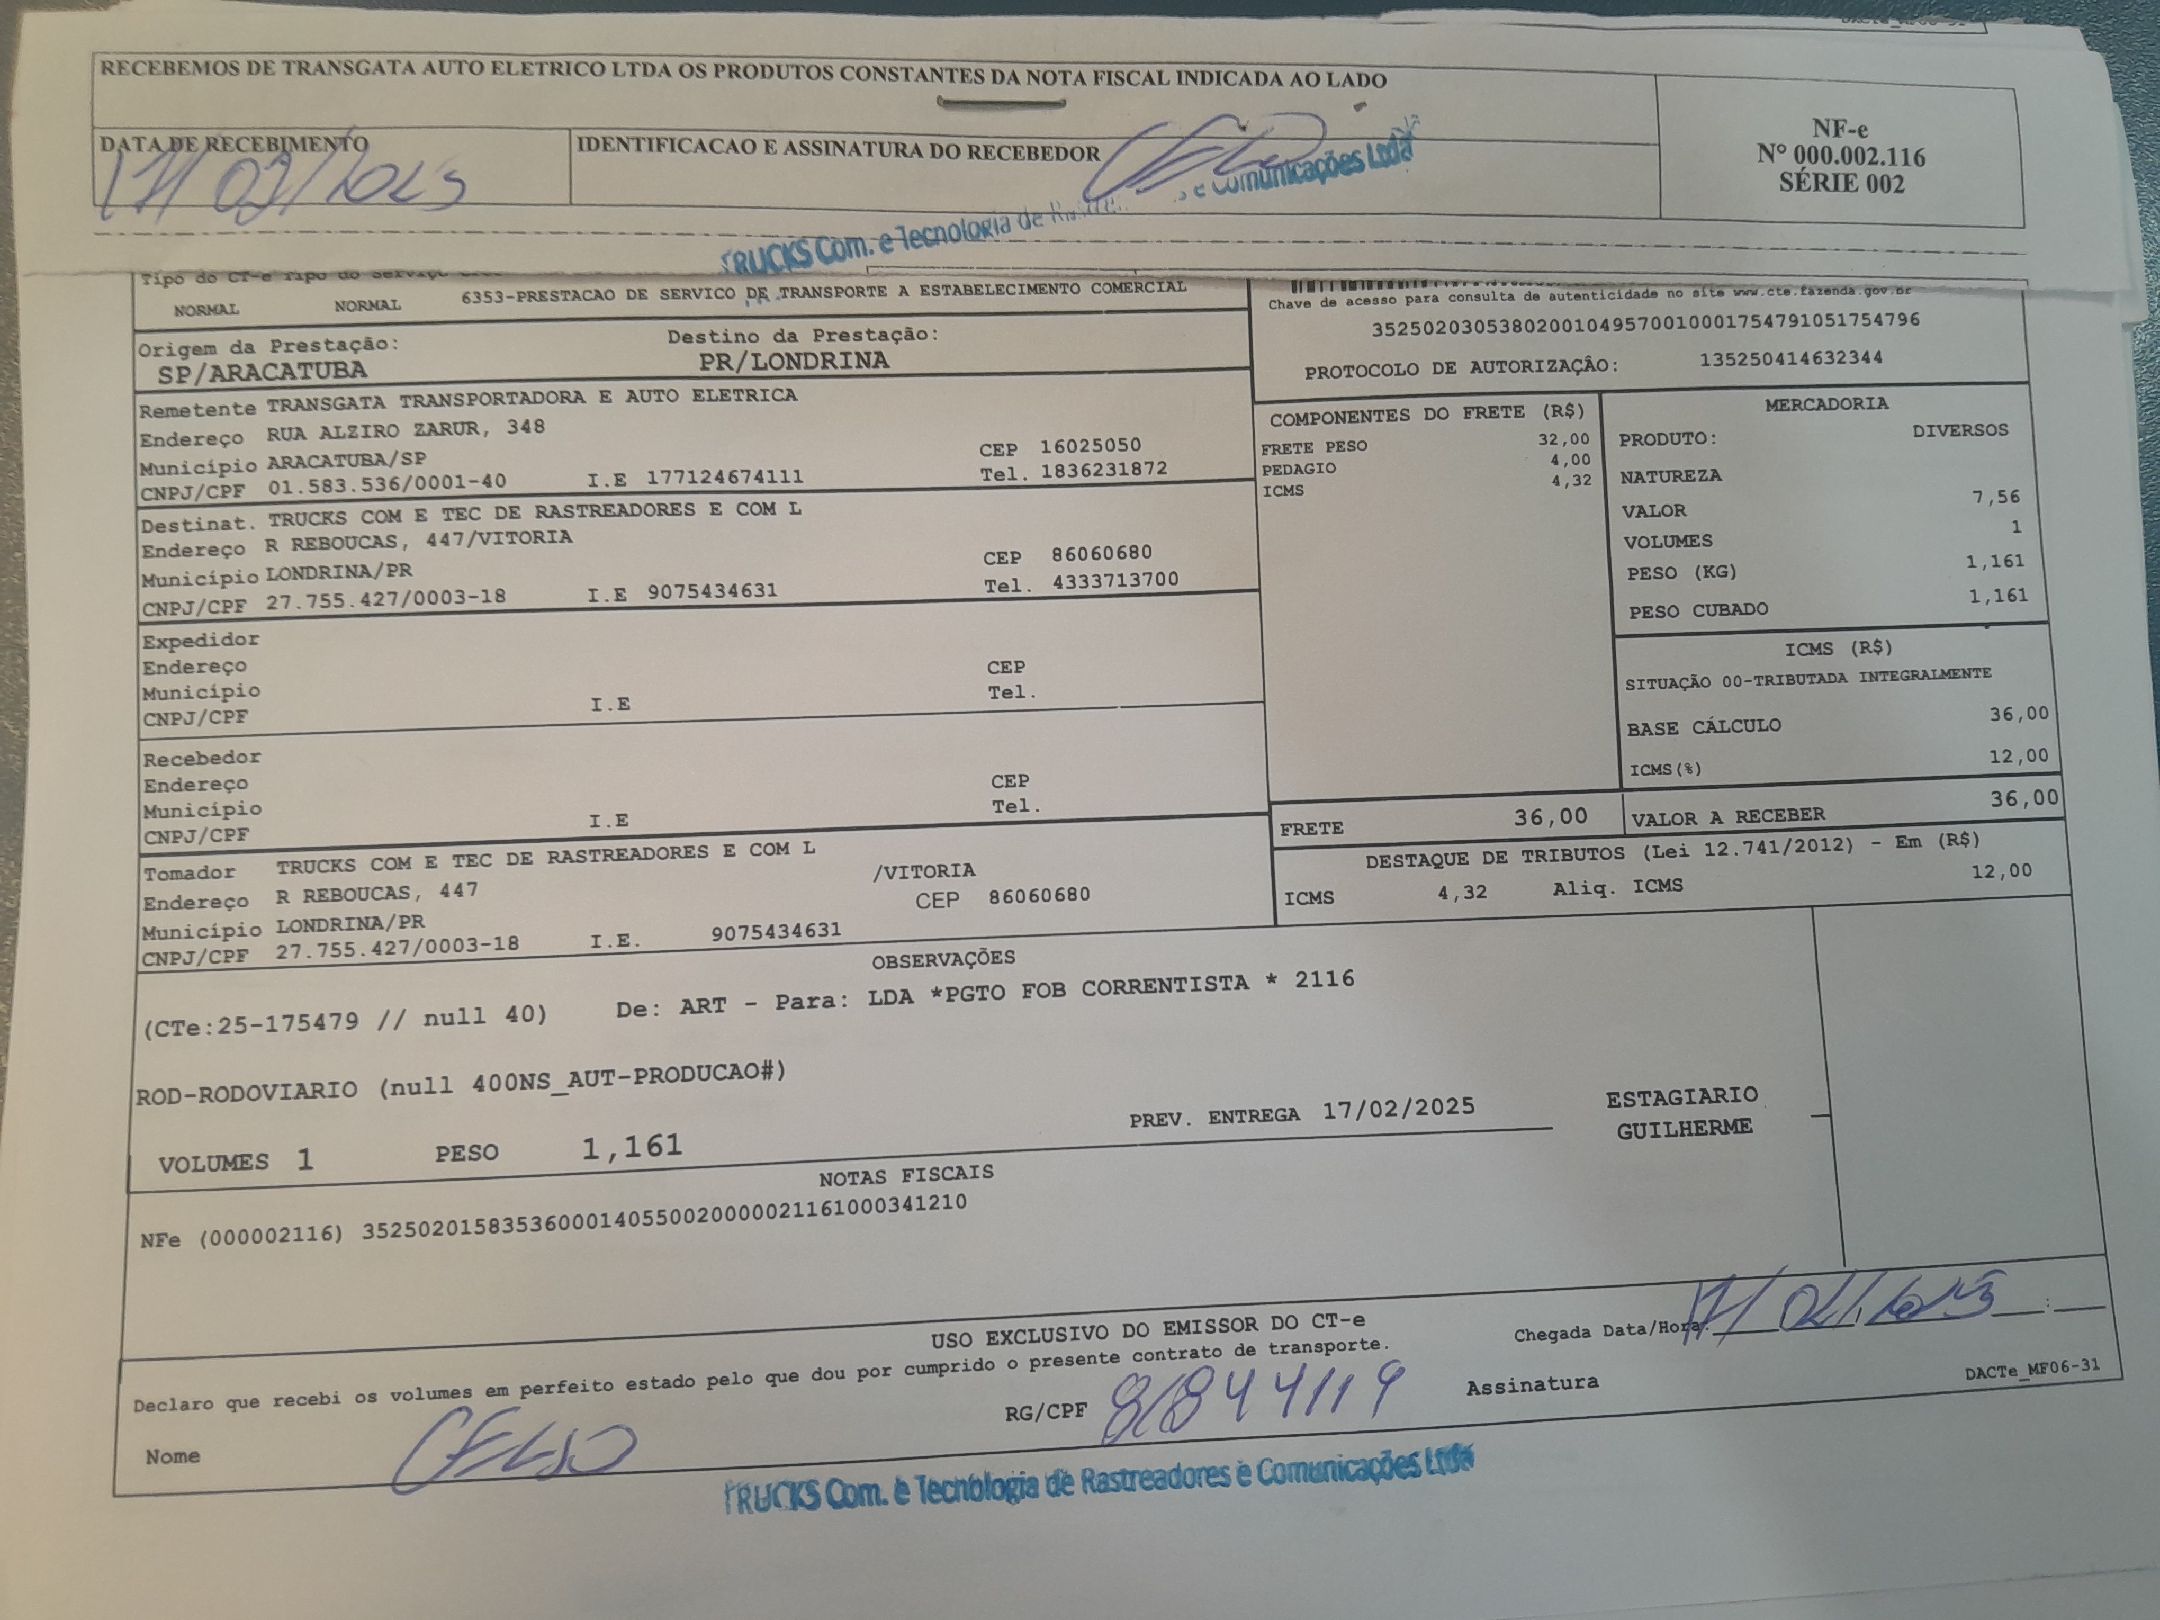 RECEBEMOS DE TRANSGATA AUTO ELETRICO LTDA OS PRODUTOS CONSTANTES DA NOTA FISCAL INDICADA AO LADO
DATA DE RECEBIMENTO
IDENTIFICACAO E ASSINATURA DO RECEBEDOR
17/02/2025
NF-e
N° 000.002.116
SÉRIE 002
TRUCKS Com. e Tecnologia de e Comunicações Ltda
Tipo do CT-e Tipo do Serviço
NORMAL NORMAL 6353-PRESTACAO DE SERVICO DE TRANSPORTE A ESTABELECIMENTO COMERCIAL
Chave de acesso para consulta de autenticidade no site www.cte.fazenda.gov.br
35250203053802001049570010001754791051754796
PROTOCOLO DE AUTORIZAÇÂO: 135250414632344
Origem da Prestação:
SP/ARACATUBA
Destino da Prestação:
PR/LONDRINA
Remetente TRANSGATA TRANSPORTADORA E AUTO ELETRICA
Endereço RUA ALZIRO ZARUR, 348
Município ARACATUBA/SP CEP 16025050
CNPJ/CPF 01.583.536/0001-40 I.E 177124674111 Tel. 1836231872
Destinat. TRUCKS COM E TEC DE RASTREADORES E COM L
Endereço R REBOUCAS, 447/VITORIA
Município LONDRINA/PR CEP 86060680
CNPJ/CPF 27.755.427/0003-18 I.E 9075434631 Tel. 4333713700
Expedidor
Endereço CEP
Município Tel.
CNPJ/CPF I.E
Recebedor
Endereço CEP
Município Tel.
CNPJ/CPF I.E
Tomador TRUCKS COM E TEC DE RASTREADORES E COM L
Endereço R REBOUCAS, 447 /VITORIA
Município LONDRINA/PR CEP 86060680
CNPJ/CPF 27.755.427/0003-18 I.E. 9075434631
COMPONENTES DO FRETE (R$)
FRETE PESO 32,00
PEDAGIO 4,00
ICMS 4,32
MERCADORIA
PRODUTO: DIVERSOS
NATUREZA
VALOR 7,56
VOLUMES 1
PESO (KG) 1,161
PESO CUBADO 1,161
ICMS (R$)
SITUAÇÃO 00-TRIBUTADA INTEGRALMENTE
BASE CÁLCULO 36,00
ICMS(%) 12,00
FRETE 36,00 VALOR A RECEBER 36,00
DESTAQUE DE TRIBUTOS (Lei 12.741/2012) - Em (R$)
ICMS 4,32 Aliq. ICMS 12,00
OBSERVAÇÕES
(CTe:25-175479 // null 40) De: ART - Para: LDA *PGTO FOB CORRENTISTA * 2116
ROD-RODOVIARIO (null 400NS_AUT-PRODUCAO#)
VOLUMES 1 PESO 1,161 PREV. ENTREGA 17/02/2025
ESTAGIARIO
GUILHERME
NOTAS FISCAIS
NFe (000002116) 35250201583536000140550020000021161000341210
USO EXCLUSIVO DO EMISSOR DO CT-e
Declaro que recebi os volumes em perfeito estado pelo que dou por cumprido o presente contrato de transporte.
Chegada Data/Hora: 17/02/2025 :
Nome CELSO RG/CPF 81844119 Assinatura
DACTe_MF06-31
TRUCKS Com. e Tecnologia de Rastreadores e Comunicações Ltda